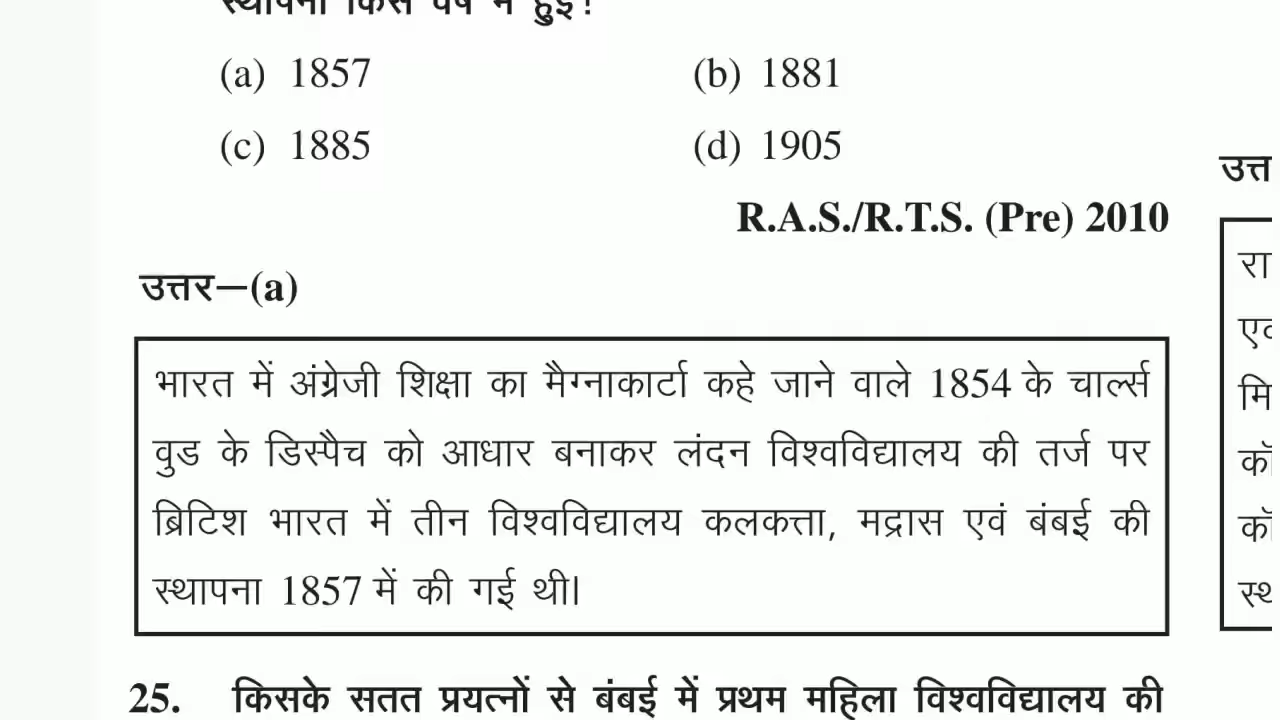 स्थापना किस वर्ष में हुई?
(a) 1857 (b) 1881
(c) 1885 (d) 1905
R.A.S./R.T.S. (Pre) 2010
उत्तर—(a)
भारत में अंग्रेजी शिक्षा का मैग्नाकार्टा कहे जाने वाले 1854 के चार्ल्स
वुड के डिस्पैच को आधार बनाकर लंदन विश्वविद्यालय की तर्ज पर
ब्रिटिश भारत में तीन विश्वविद्यालय कलकत्ता, मद्रास एवं बंबई की
स्थापना 1857 में की गई थी।
25. किसके सतत प्रयत्नों से बंबई में प्रथम महिला विश्वविद्यालय की